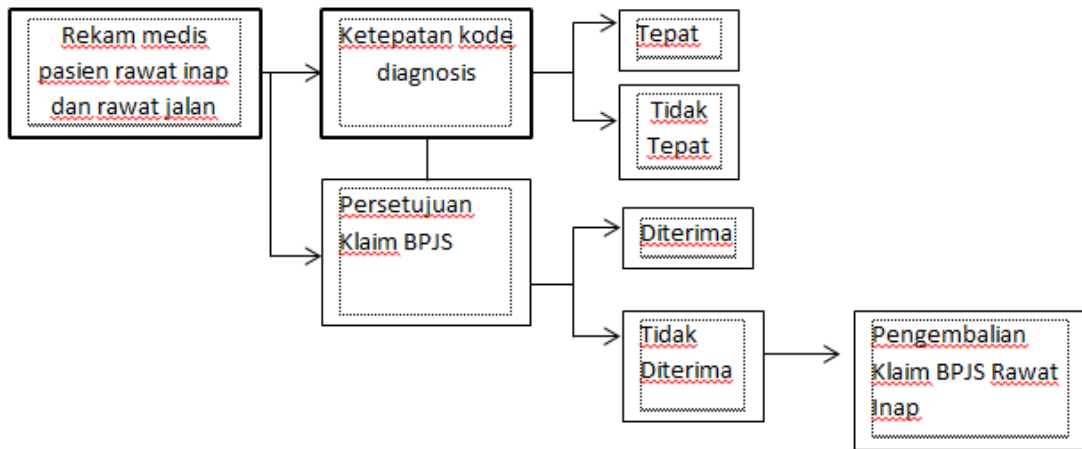 Rekam medis
pasien rawat inap
dan rawat jalan
Ketepatan kode
diagnosis
Tepat
Tidak
Tepat
Persetujuan
Klaim BPJS
Diterima
Tidak
Diterima
Pengembalian
Klaim BPJS Rawat
Inap